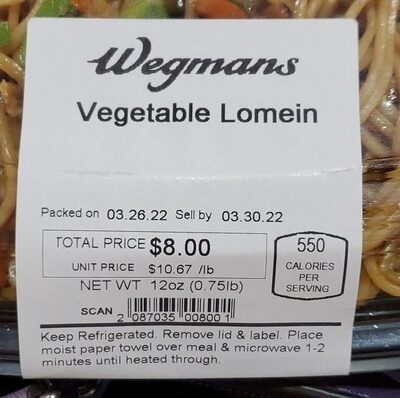 Wegmans
Vegetable Lomein
Packed on 03.26.22 Sell by 03.30.22
TOTAL PRICE $8.00
UNIT PRICE $10.67 /lb
550
CALORIES
PER
SERVING
NET WT 12oz (0.75lb)
SCAN 2 087035 00800 1
Keep Refrigerated. Remove lid & label. Place
moist paper towel over meal & microwave 1-2
minutes until heated through.